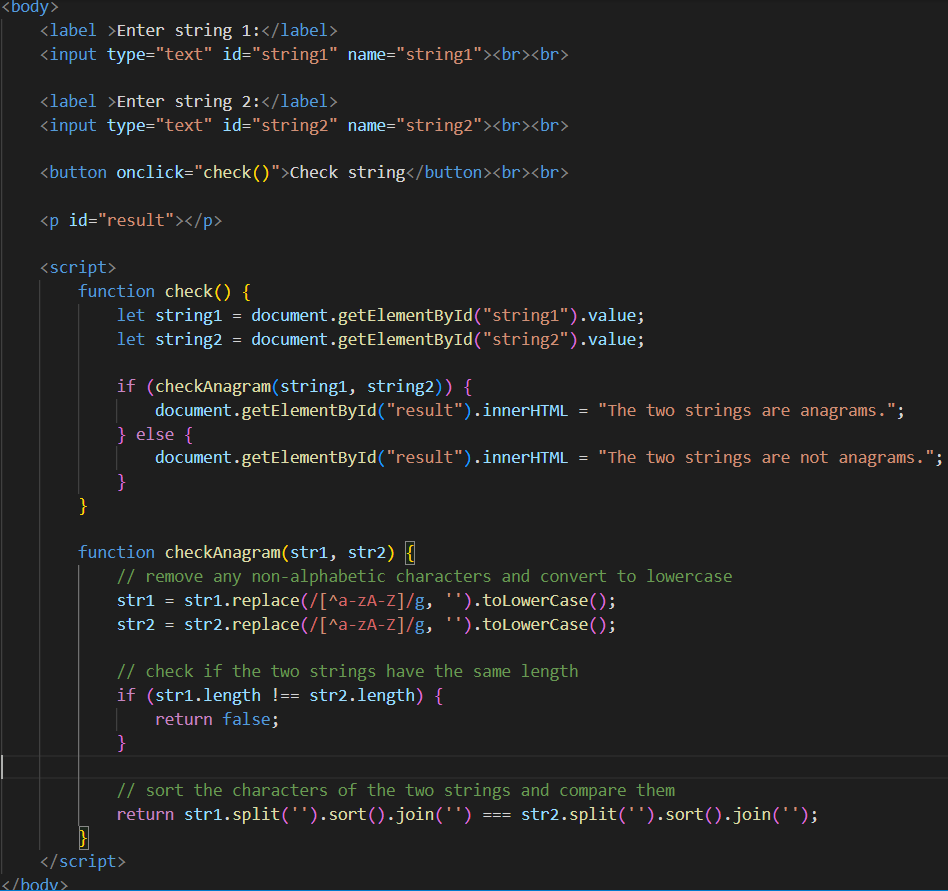 <body>
    <label >Enter string 1:</label>
    <input type="text" id="string1" name="string1"><br><br>

    <label >Enter string 2:</label>
    <input type="text" id="string2" name="string2"><br><br>

    <button onclick="check()">Check string</button><br><br>

    <p id="result"></p>

    <script>
        function check() {
            let string1 = document.getElementById("string1").value;
            let string2 = document.getElementById("string2").value;

            if (checkAnagram(string1, string2)) {
                document.getElementById("result").innerHTML = "The two strings are anagrams.";
            } else {
                document.getElementById("result").innerHTML = "The two strings are not anagrams.";
            }
        }

        function checkAnagram(str1, str2) {
            // remove any non-alphabetic characters and convert to lowercase
            str1 = str1.replace(/[^a-zA-Z]/g, '').toLowerCase();
            str2 = str2.replace(/[^a-zA-Z]/g, '').toLowerCase();

            // check if the two strings have the same length
            if (str1.length !== str2.length) {
                return false;
            }

            // sort the characters of the two strings and compare them
            return str1.split('').sort().join('') === str2.split('').sort().join('');
        }
    </script>
</body>